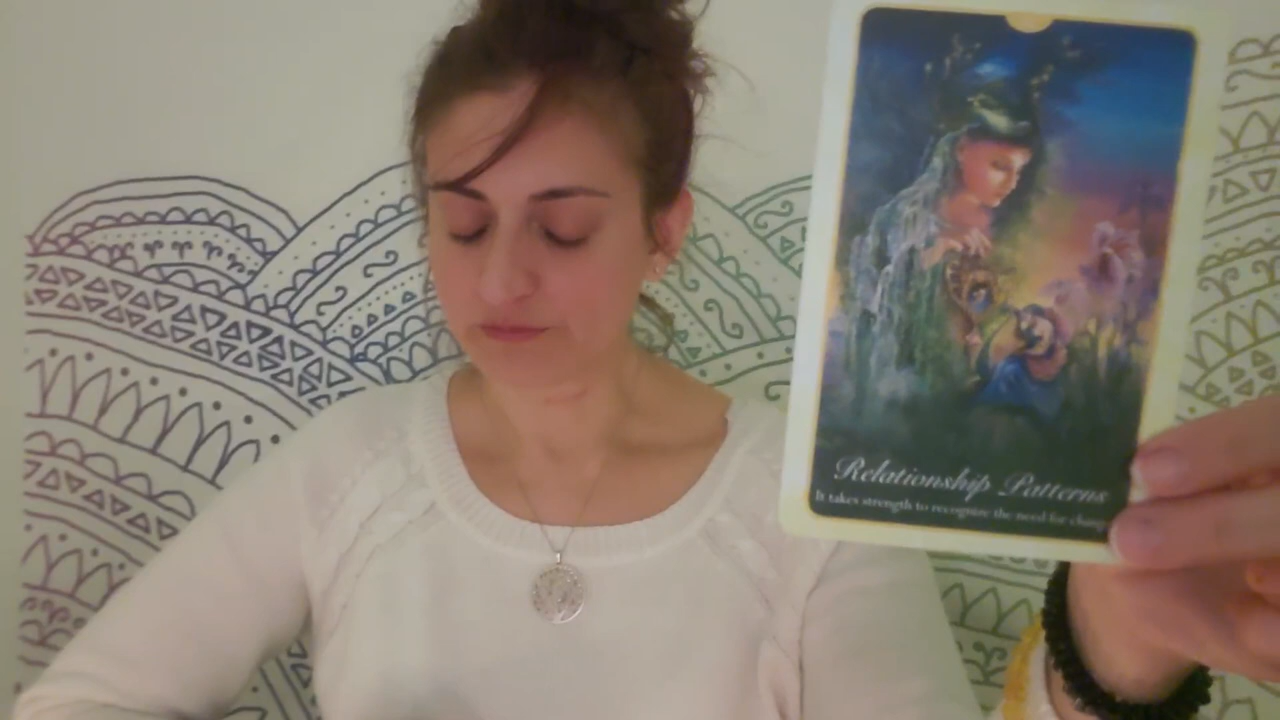 Relationship Patterns
It takes strength to recognize the need for change